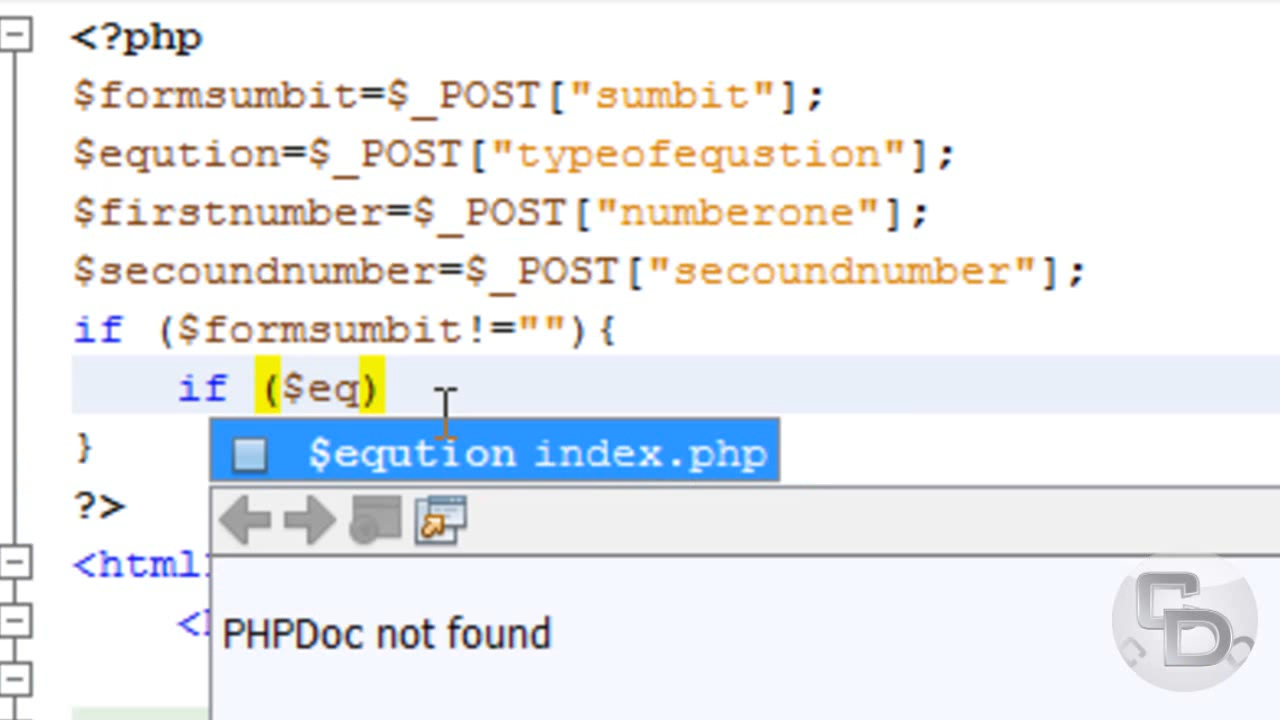 <?php
$formsumbit=$_POST["sumbit"];
$eqution=$_POST["typeofequstion"];
$firstnumber=$_POST["numberone"];
$secoundnumber=$_POST["secoundnumber"];
if ($formsumbit!=""){
if ($eq)
$eqution index.php
}
?>
<html
<
PHPDoc not found
CD